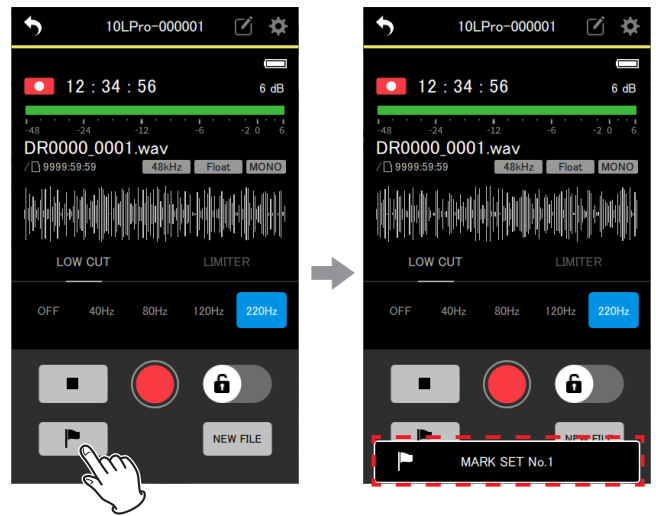 10LPro-000001
12 : 34 : 56
6 dB
-48 -24 -12 -6 -2 0 6
DR0000_0001.wav
/ 9999:59:59 48kHz Float MONO
LOW CUT LIMITER
OFF 40Hz 80Hz 120Hz 220Hz
NEW FILE
10LPro-000001
12 : 34 : 56
6 dB
-48 -24 -12 -6 -2 0 6
DR0000_0001.wav
/ 9999:59:59 48kHz Float MONO
LOW CUT LIMITER
OFF 40Hz 80Hz 120Hz 220Hz
NEW FILE
MARK SET No.1